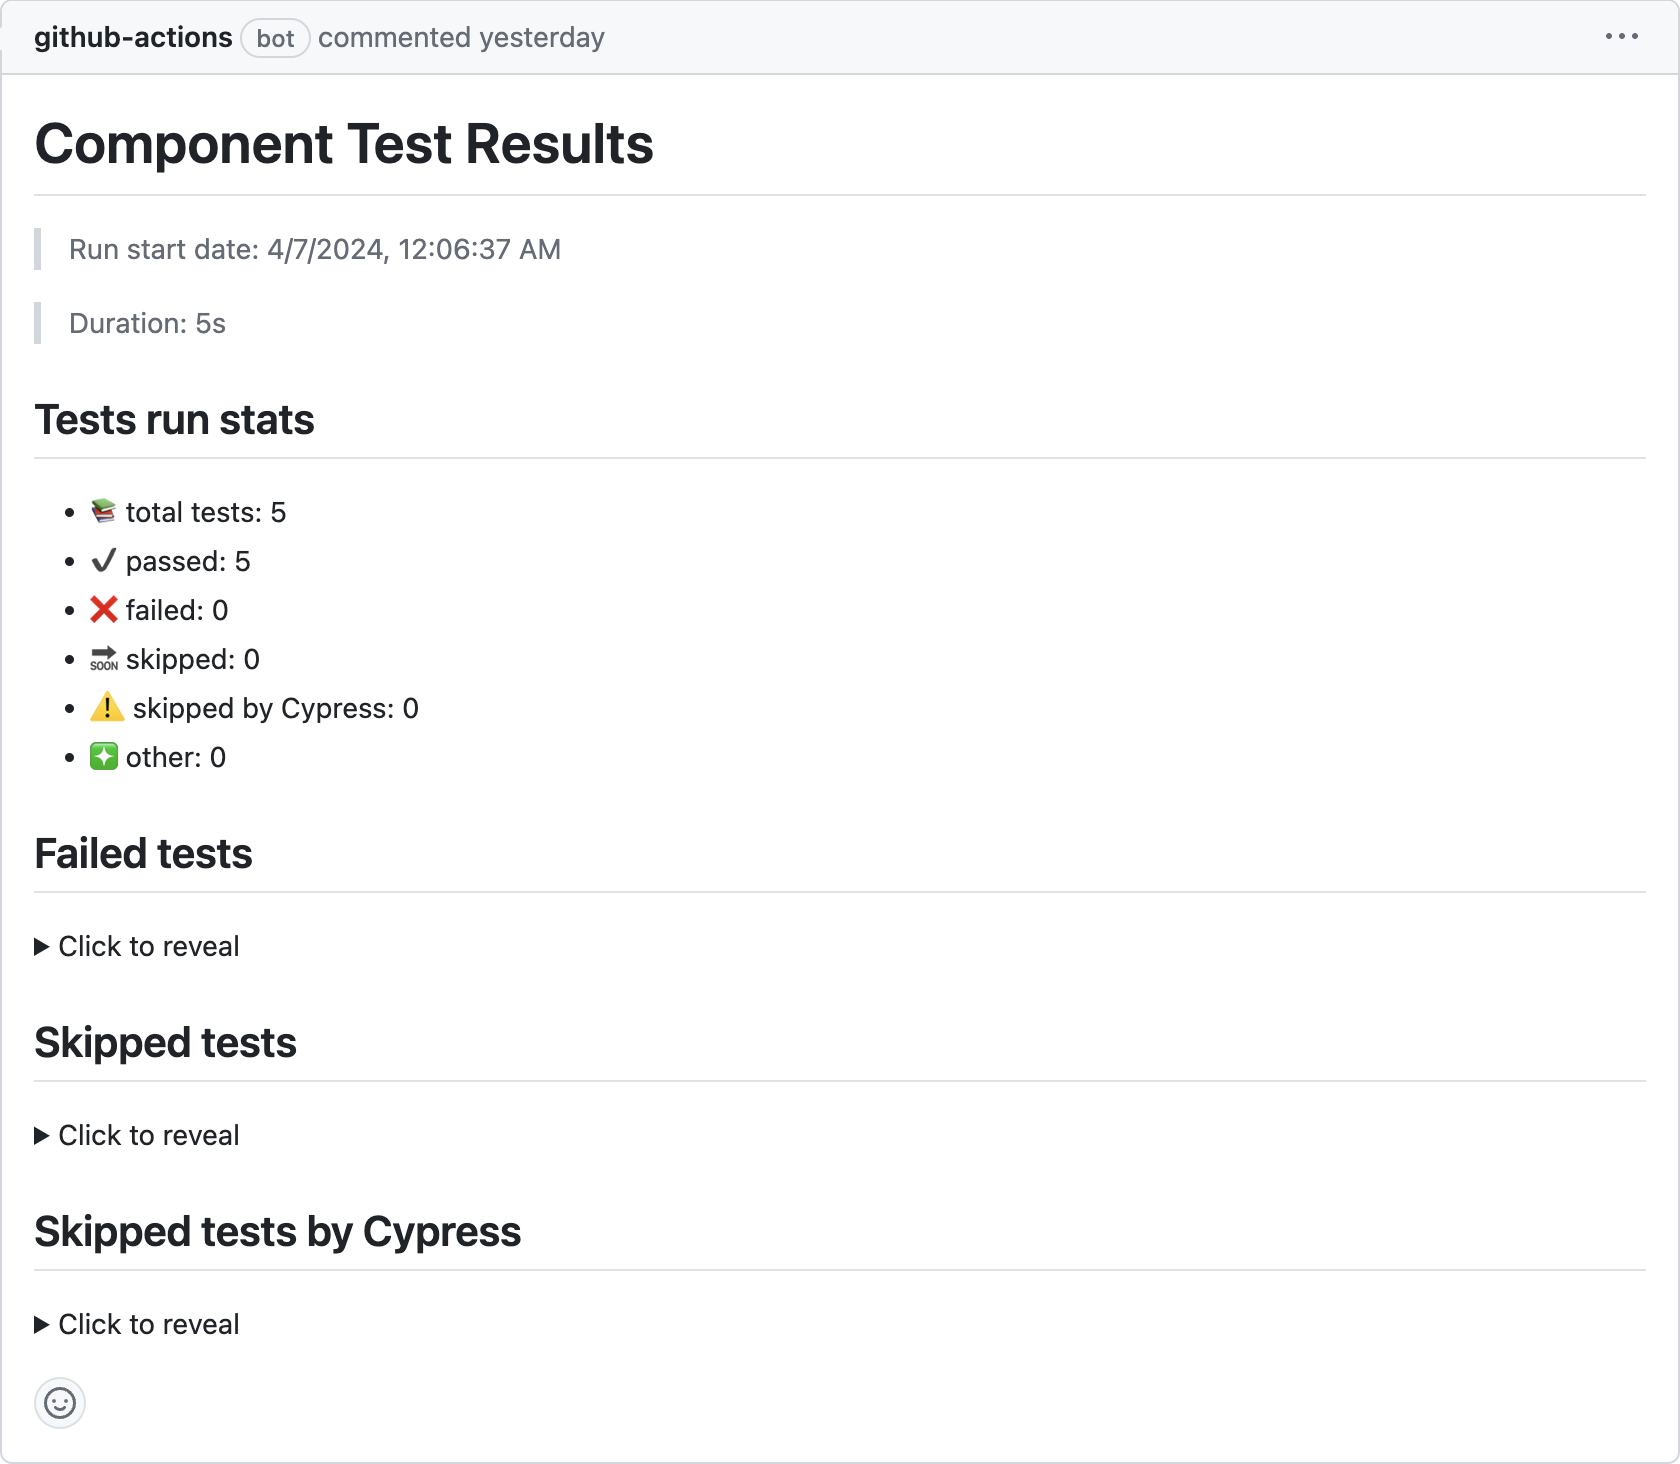 github-actions bot commented yesterday
Component Test Results
Run start date: 4/7/2024, 12:06:37 AM
Duration: 5s
Tests run stats
• 📚 total tests: 5
• ✔️ passed: 5
• ❌ failed: 0
• 🔜 skipped: 0
• ⚠️ skipped by Cypress: 0
• ❇️ other: 0
Failed tests
▶ Click to reveal
Skipped tests
▶ Click to reveal
Skipped tests by Cypress
▶ Click to reveal